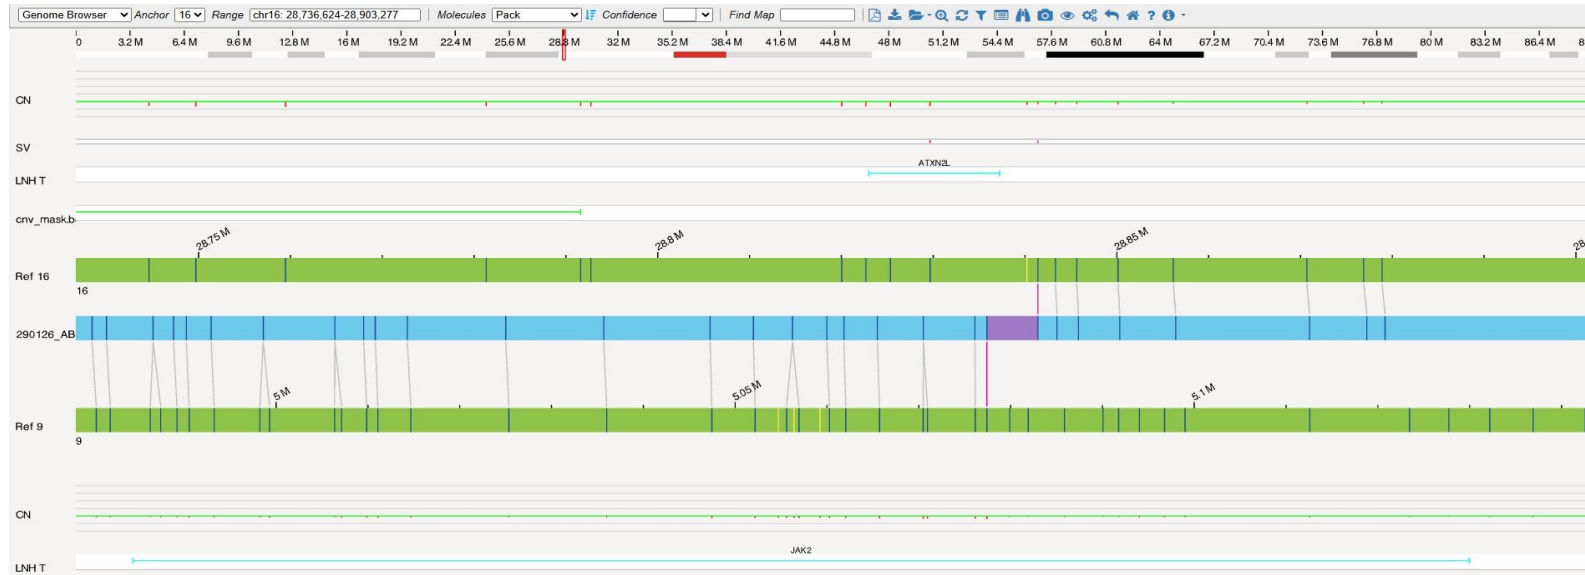 Genome Browser Anchor 16 Range chr16: 28,736,624-28,903,277 Molecules Pack Confidence Find Map
0 3.2 M 6.4 M 9.6 M 12.8 M 16 M 19.2 M 22.4 M 25.6 M 28.8 M 32 M 35.2 M 38.4 M 41.6 M 44.8 M 48 M 51.2 M 54.4 M 57.6 M 60.8 M 64 M 67.2 M 70.4 M 73.6 M 76.8 M 80 M 83.2 M 86.4 M 8
CN
SV
ATXN2L
LNH T
cnv_mask.b
28.75 M 28.8 M 28.85 M 28
Ref 16
16
290126_AB
5 M 5.05 M 5.1 M
Ref 9
9
CN
JAK2
LNH T